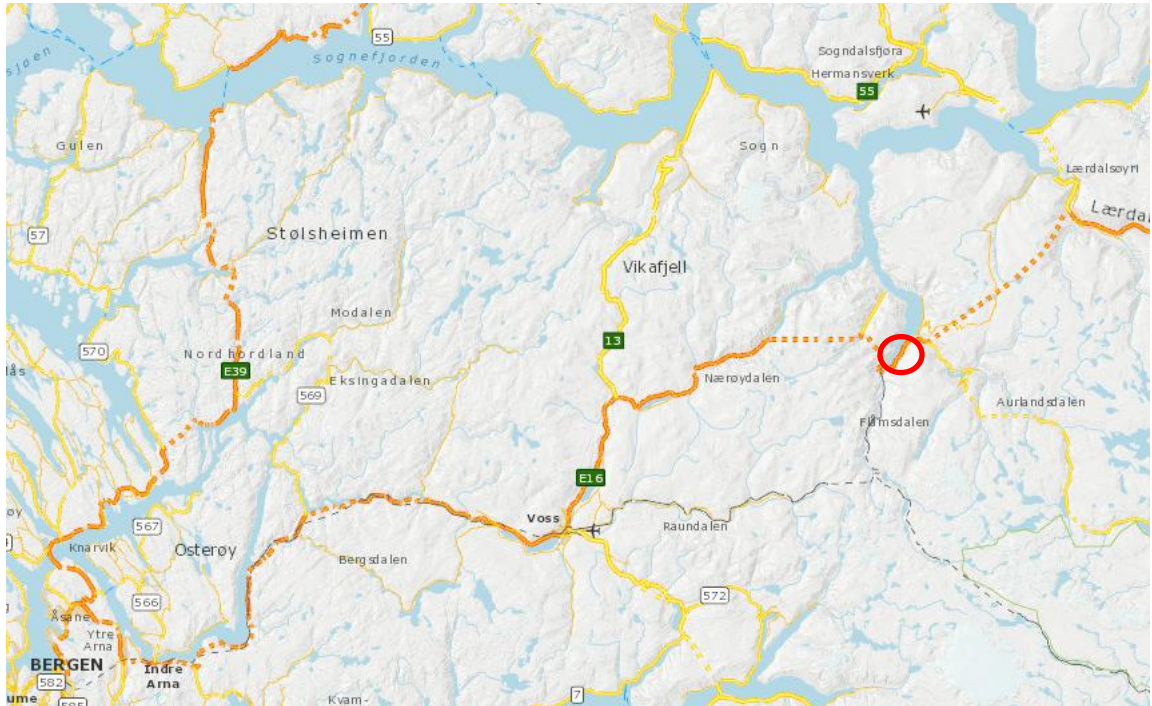 55
Sognefjorden
Sogndalsfjøra
Hermansverk
55
Gulen
Sogn
Lærdalsøyri
57
Stølsheimen
Vikafjell
Modalen
13
570
Nordhordland
E39
Eksingadalen
569
Nærøydalen
Aurlandsdalen
Flåmsdalen
E16
Voss
567
Raundalen
Knarvik
Osterøy
Bergsdalen
566
572
Åsane
Ytre
Arna
BERGEN
Indre
Arna
582
7
Kvam-